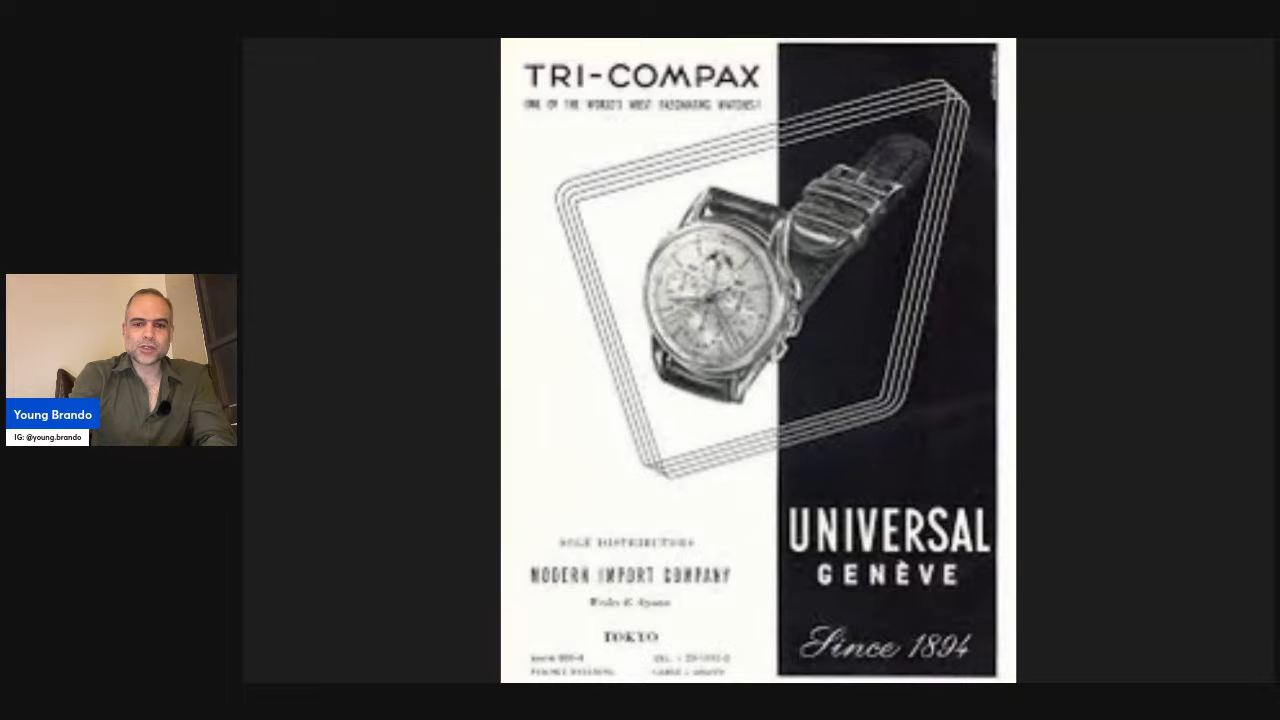 TRI-COMPAX
ONE OF THE WORLD'S MOST FASCINATING WATCHES!
SOLE DISTRIBUTORS
MODERN IMPORT COMPANY
TOKYO
UNIVERSAL
GENÈVE
Since 1894
Young Brando
IG: @young.brando